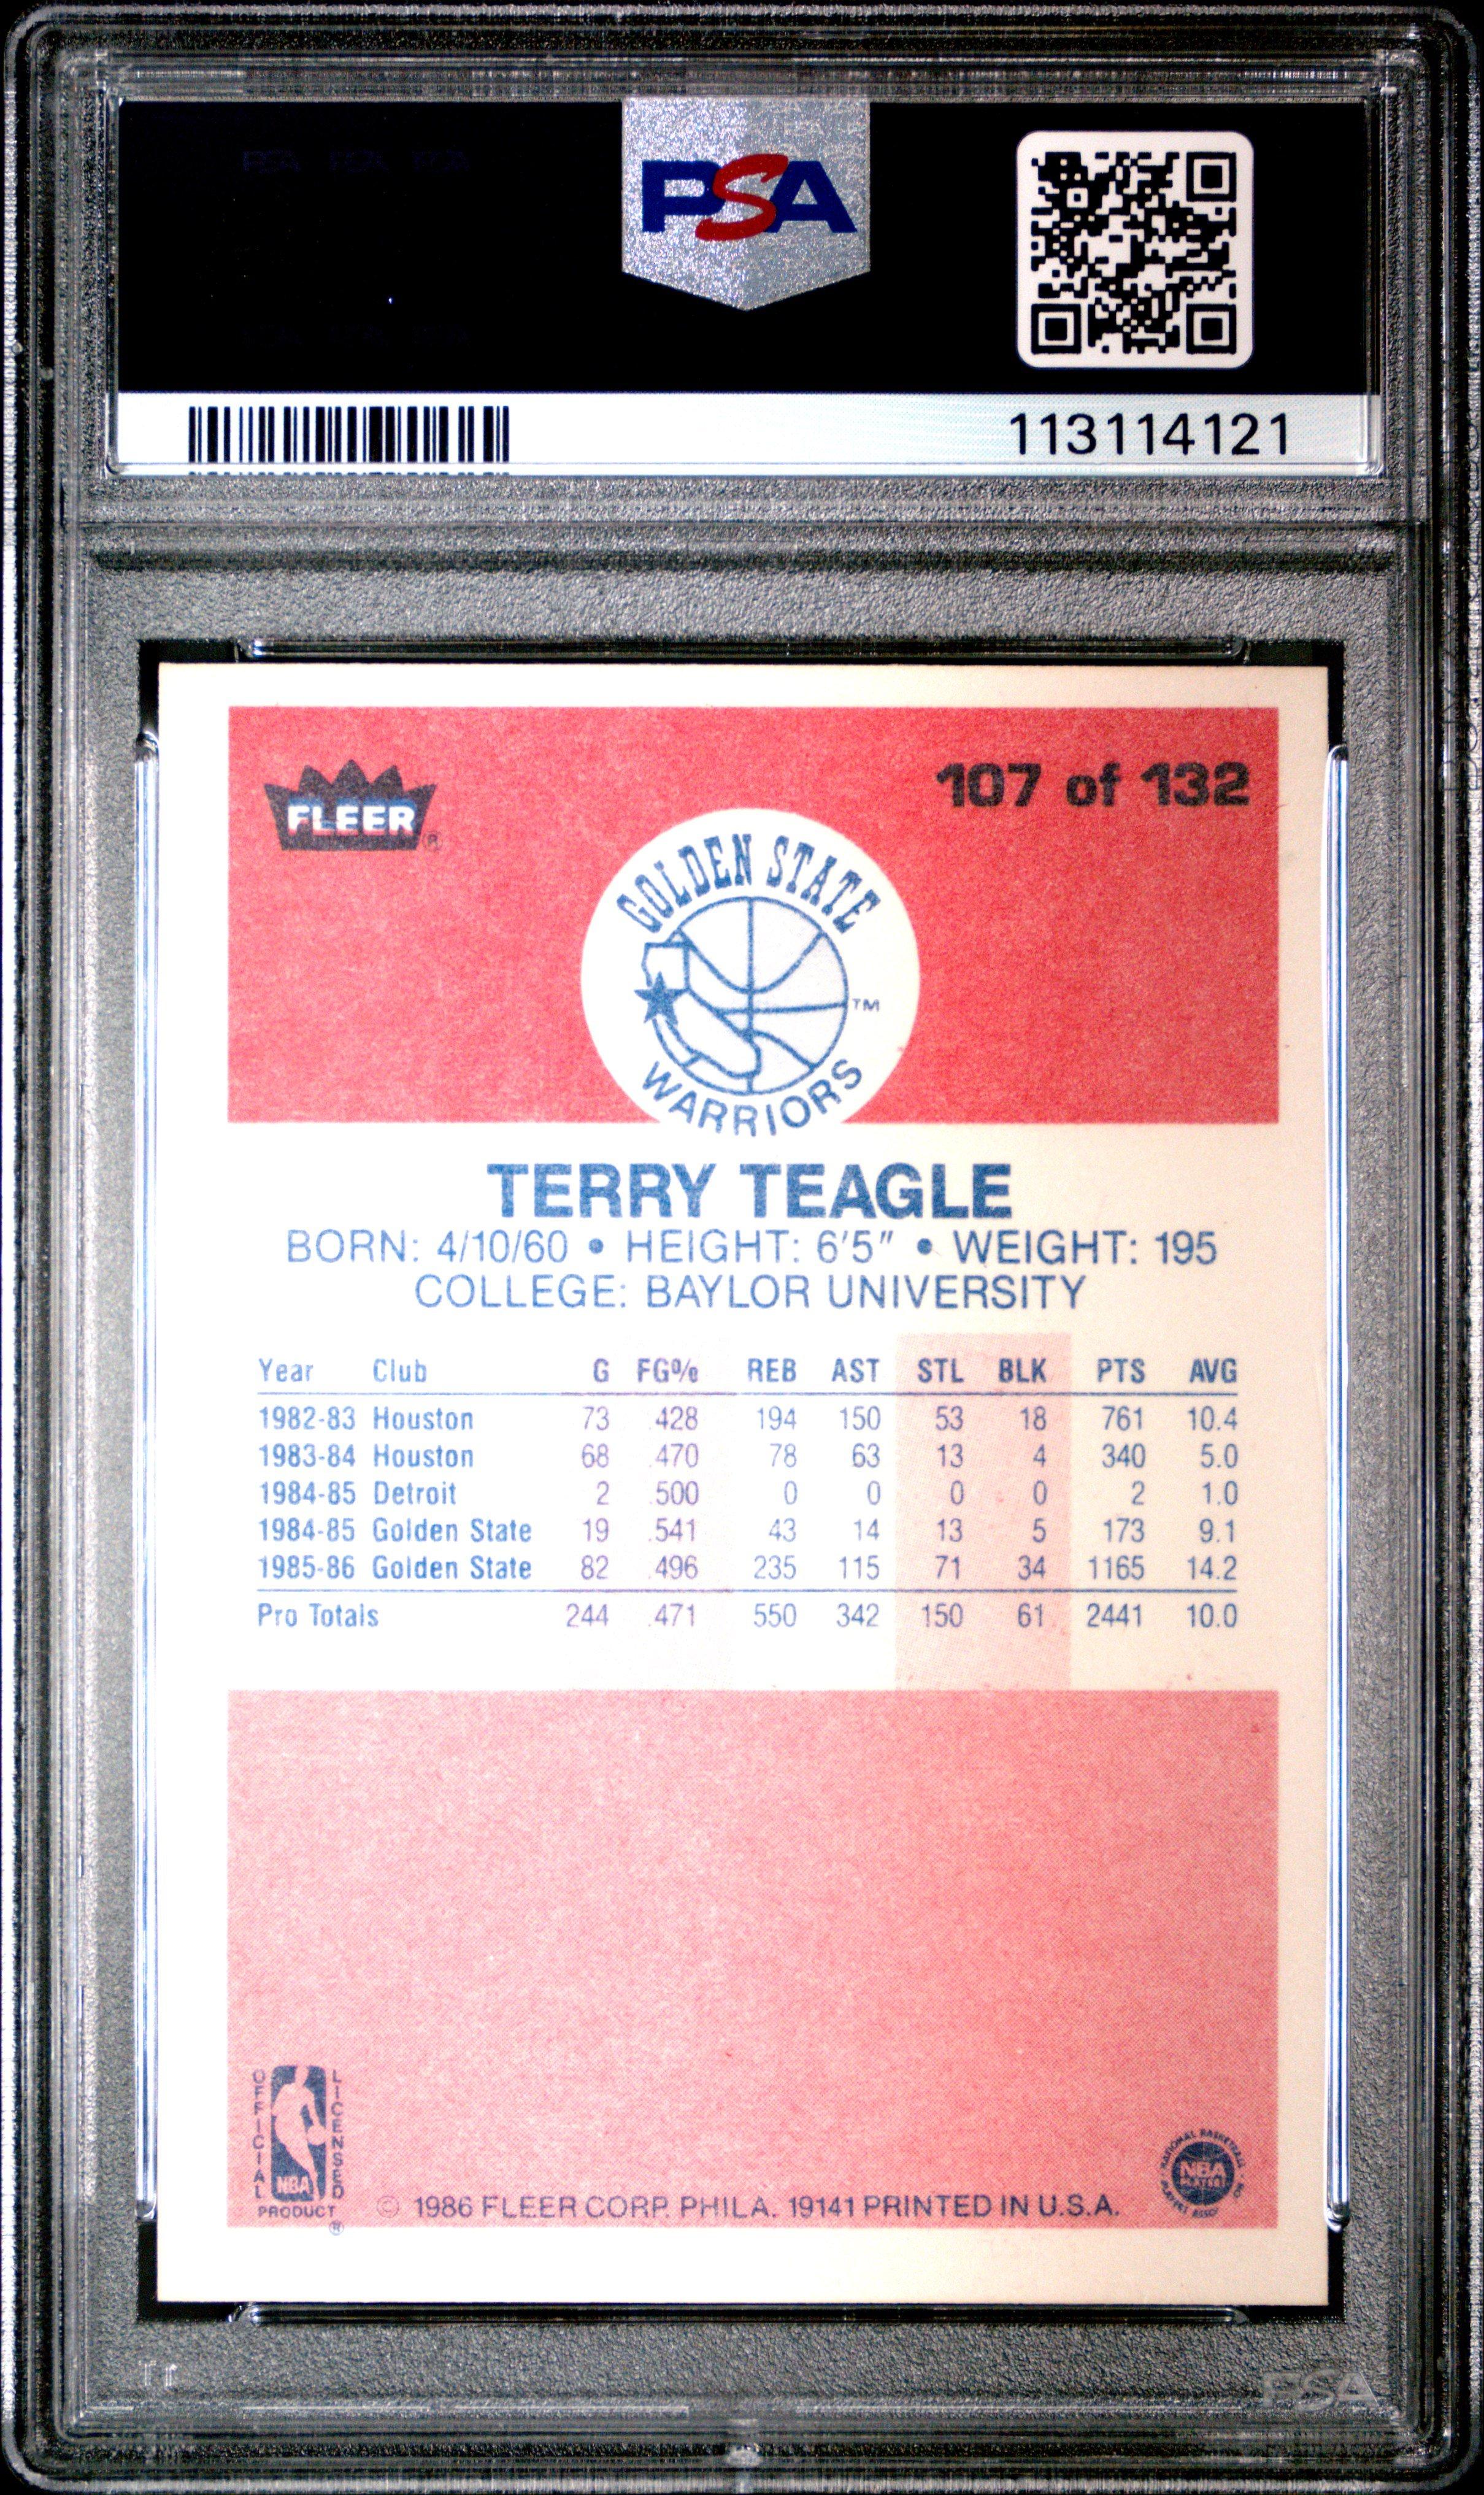 PSA
113114121
FLEER ®
107 of 132
GOLDEN STATE
TM
WARRIORS
TERRY TEAGLE
BORN: 4/10/60 • HEIGHT: 6'5" • WEIGHT: 195
COLLEGE: BAYLOR UNIVERSITY
Year Club G FG% REB AST STL BLK PTS AVG
1982-83 Houston 73 .428 194 150 53 18 761 10.4
1983-84 Houston 68 .470 78 63 13 4 340 5.0
1984-85 Detroit 2 .500 0 0 0 0 2 1.0
1984-85 Golden State 19 .541 43 14 13 5 173 9.1
1985-86 Golden State 82 .496 235 115 71 34 1165 14.2
Pro Totals 244 .471 550 342 150 61 2441 10.0
OFFICIAL LICENSED
NBA
PRODUCT ®
© 1986 FLEER CORP. PHILA. 19141 PRINTED IN U.S.A.
NATIONAL BASKETBALL
NBA
PLAYERS
PSA